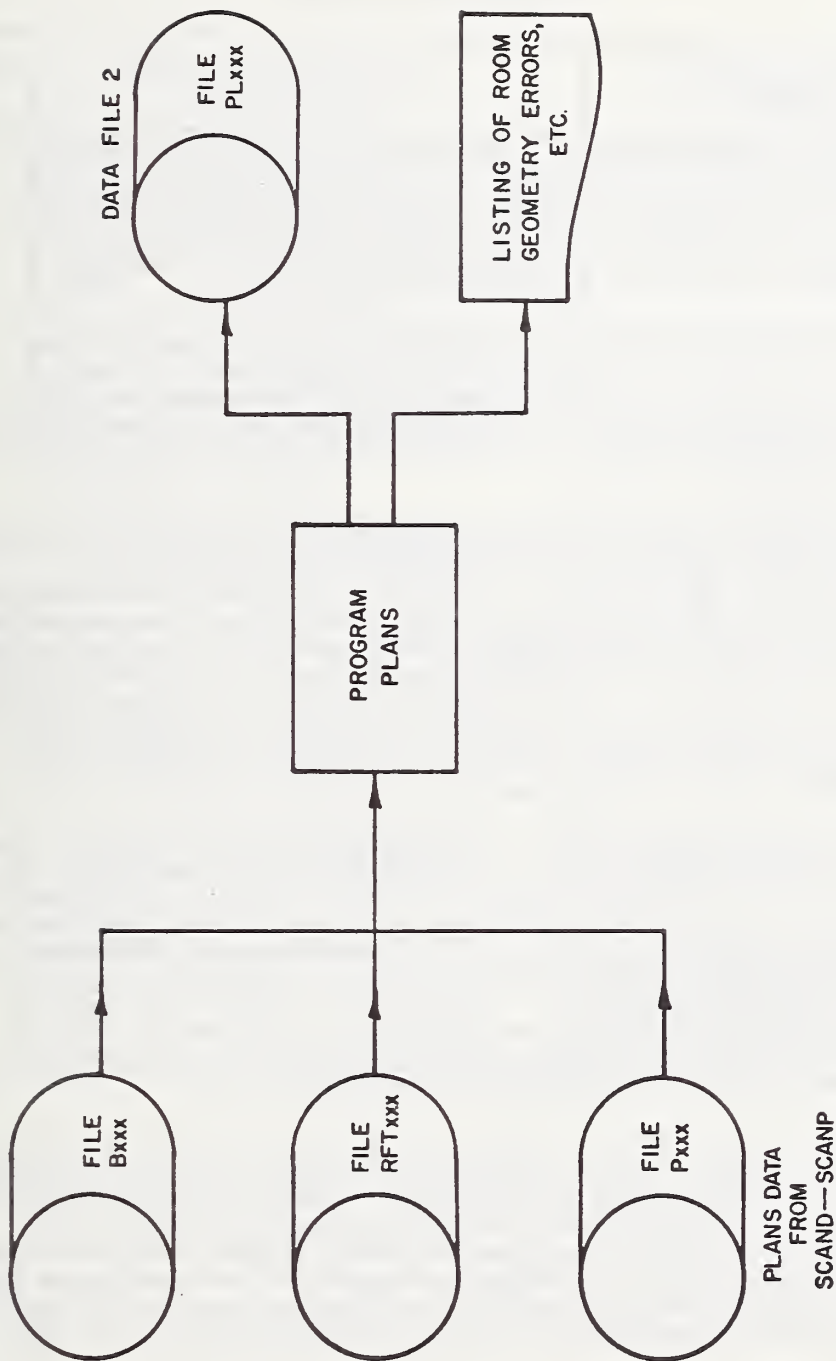 FILE
Bxxx
FILE
RFTxxx
FILE
Pxxx
PLANS DATA
FROM
SCAND—SCANP
PROGRAM
PLANS
DATA FILE 2
FILE
PLxxx
LISTING OF ROOM
GEOMETRY ERRORS,
ETC.